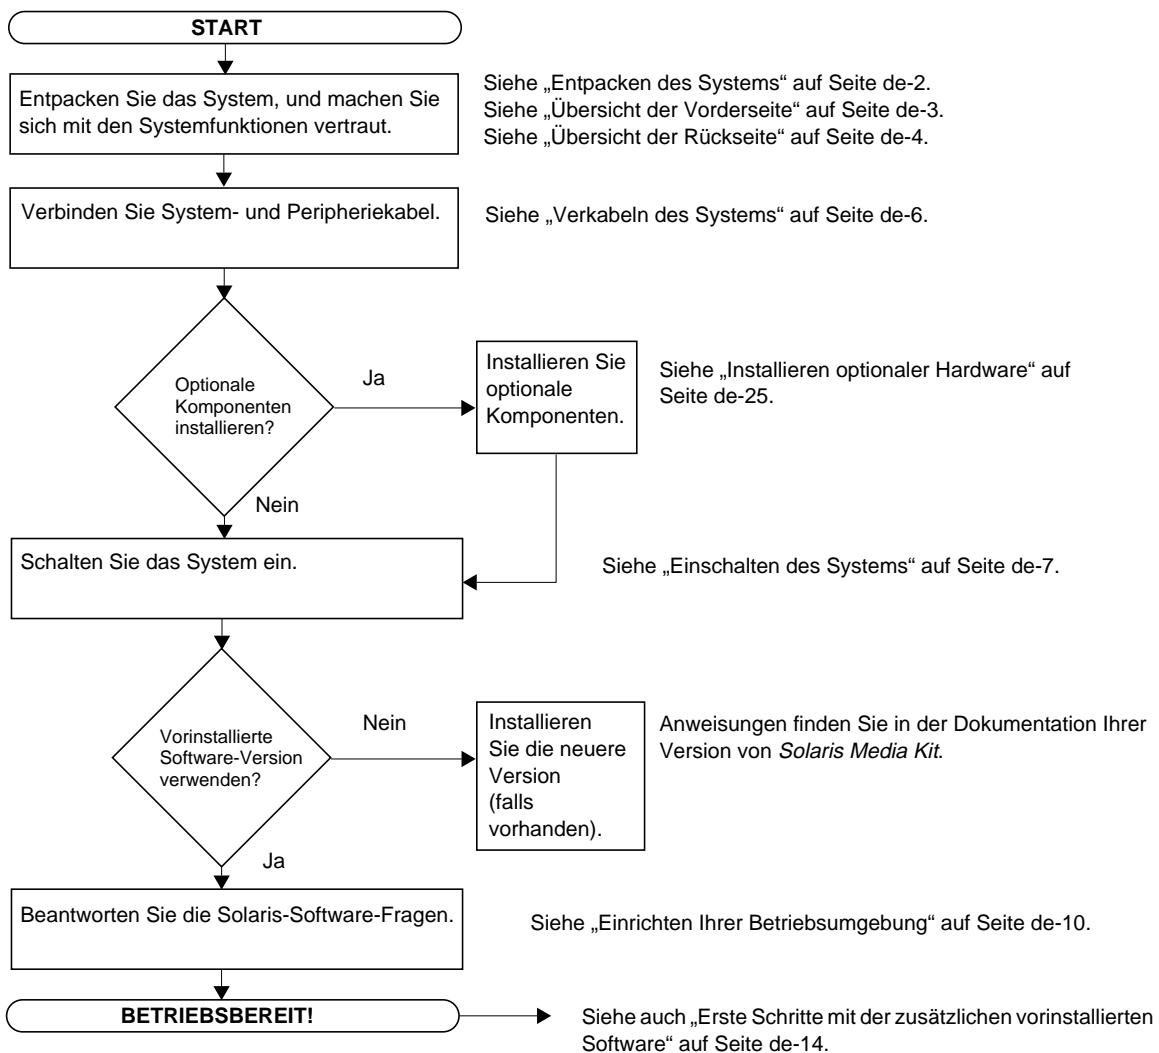 START
Entpacken Sie das System, und machen Sie
sich mit den Systemfunktionen vertraut.
Siehe „Entpacken des Systems“ auf Seite de-2.
Siehe „Übersicht der Vorderseite“ auf Seite de-3.
Siehe „Übersicht der Rückseite“ auf Seite de-4.
Verbinden Sie System- und Peripheriekabel.
Siehe „Verkabeln des Systems“ auf Seite de-6.
Optionale
Komponenten
installieren?
Ja
Installieren Sie
optionale
Komponenten.
Siehe „Installieren optionaler Hardware“ auf
Seite de-25.
Nein
Schalten Sie das System ein.
Siehe „Einschalten des Systems“ auf Seite de-7.
Vorinstallierte
Software-Version
verwenden?
Nein
Installieren
Sie die neuere
Version
(falls
vorhanden).
Anweisungen finden Sie in der Dokumentation Ihrer
Version von Solaris Media Kit.
Ja
Beantworten Sie die Solaris-Software-Fragen.
Siehe „Einrichten Ihrer Betriebsumgebung“ auf Seite de-10.
BETRIEBSBEREIT!
Siehe auch „Erste Schritte mit der zusätzlichen vorinstallierten
Software“ auf Seite de-14.